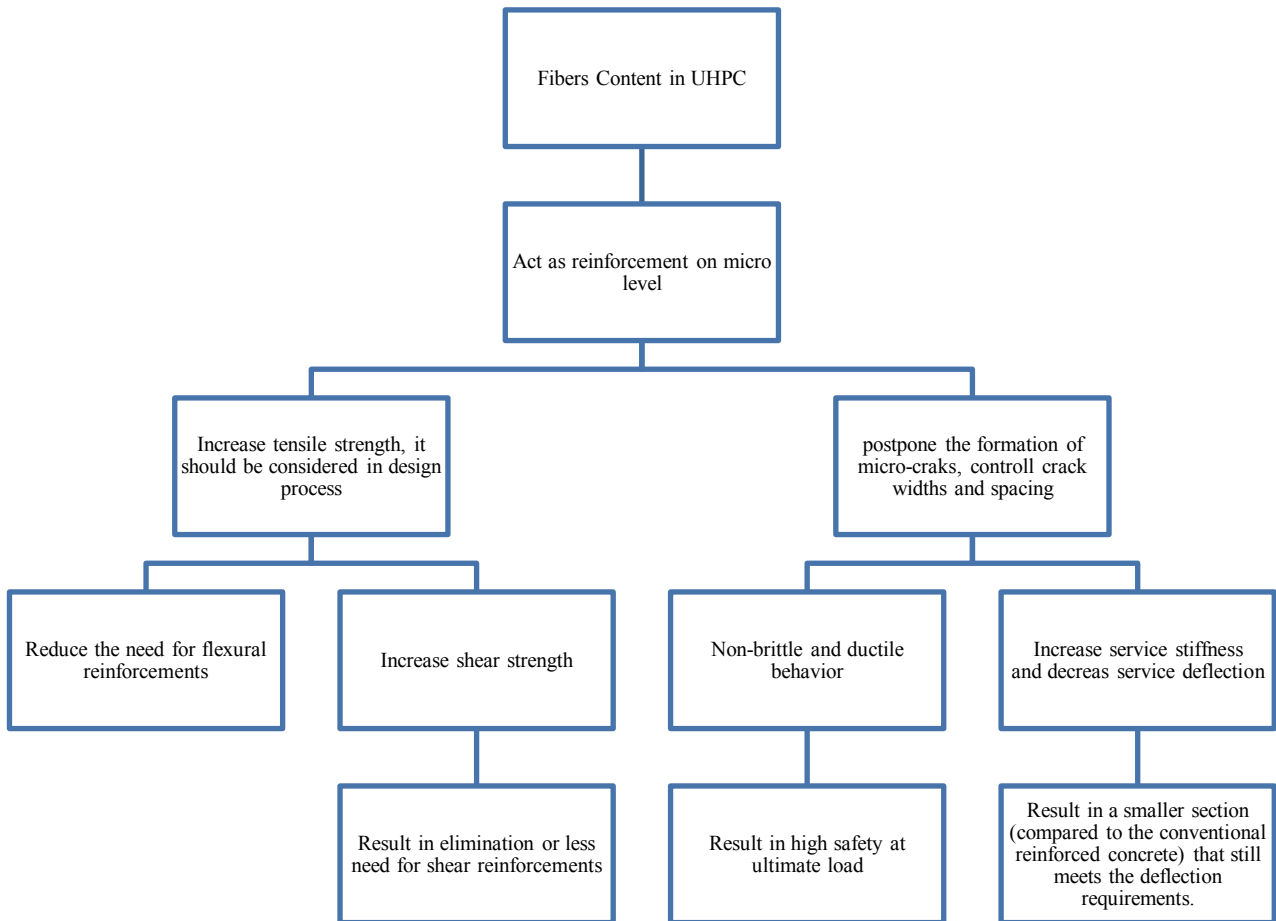 Fibers Content in UHPC
Act as reinforcement on micro
level
Increase tensile strength, it
should be considered in design
process
postpone the formation of
micro-craks, controll crack
widths and spacing
Reduce the need for flexural
reinforcements
Increase shear strength
Non-brittle and ductile
behavior
Increase service stiffness
and decreas service deflection
Result in elimination or less
need for shear reinforcements
Result in high safety at
ultimate load
Result in a smaller section
(compared to the conventional
reinforced concrete) that still
meets the deflection
requirements.